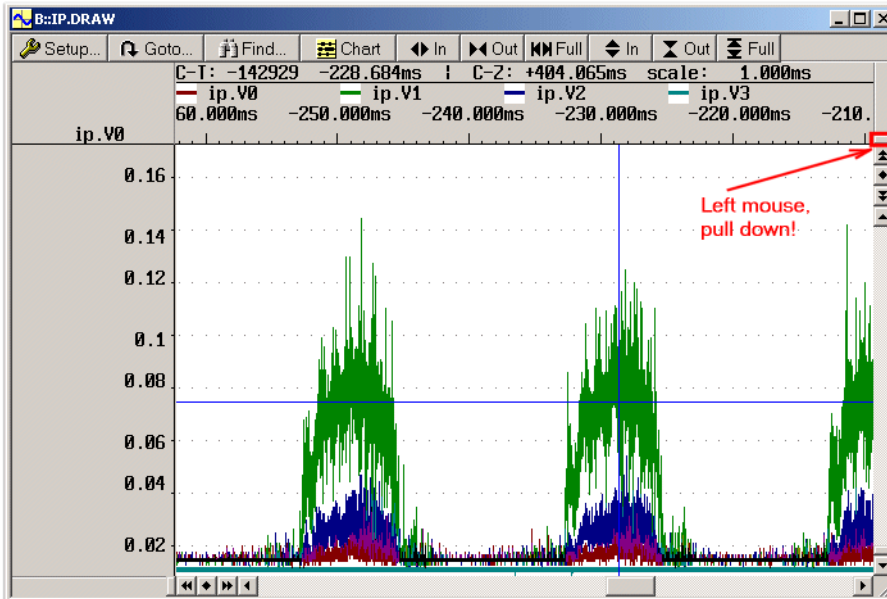 B::IP.DRAW
Setup... Goto... Find... Chart In Out Full In Out Full
C-T: -142929 -228.684ms ¦ C-Z: +404.065ms scale: 1.000ms
ip.V0 ip.V1 ip.V2 ip.V3
60.000ms -250.000ms -240.000ms -230.000ms -220.000ms -210.
ip.V0
0.16
Left mouse,
pull down!
0.14
0.12
0.1
0.08
0.06
0.04
0.02